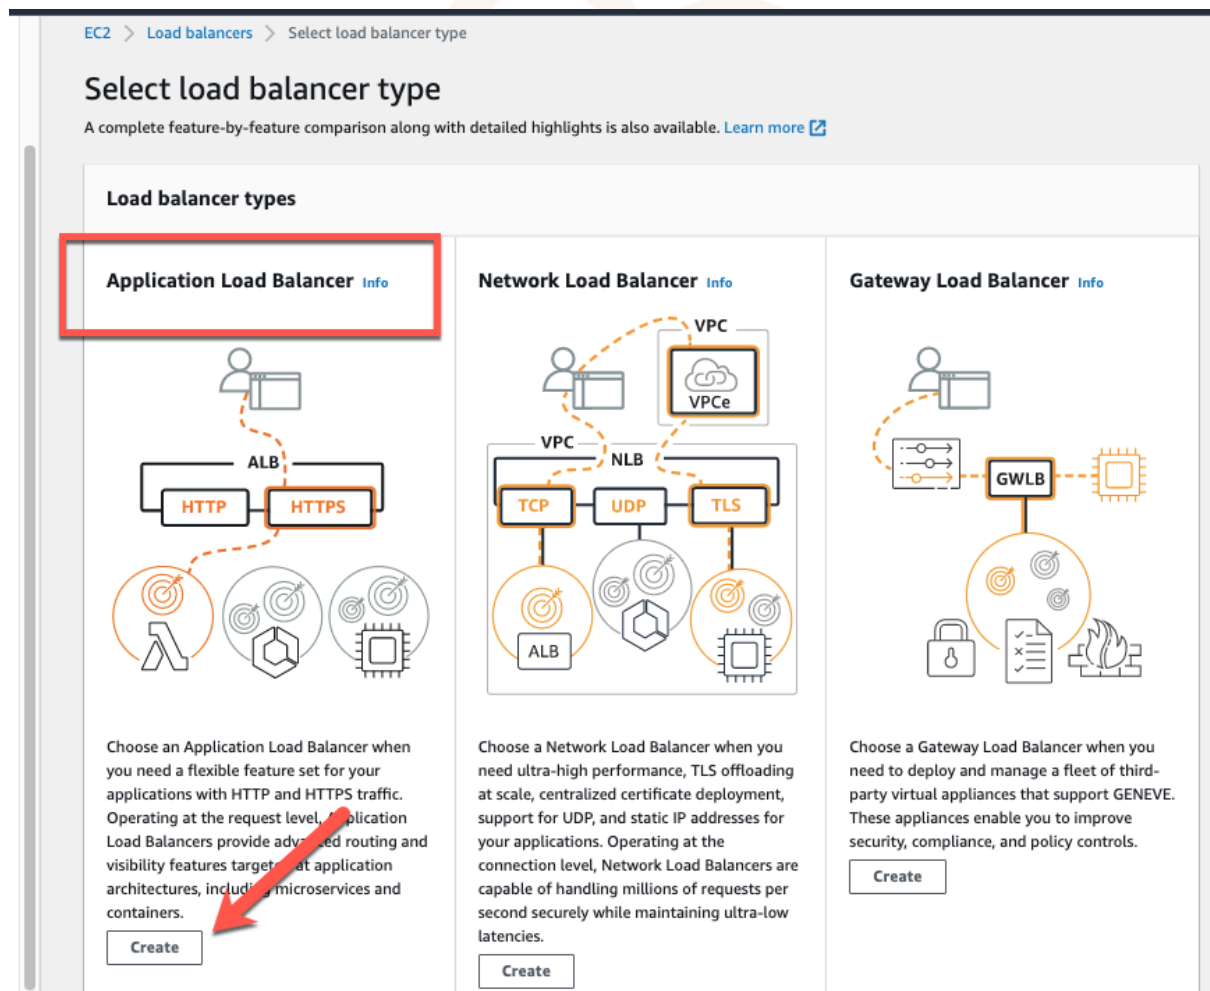 EC2 > Load balancers > Select load balancer type
Select load balancer type
A complete feature-by-feature comparison along with detailed highlights is also available. Learn more
Load balancer types
Application Load Balancer Info
ALB
HTTP
HTTPS
Choose an Application Load Balancer when
you need a flexible feature set for your
applications with HTTP and HTTPS traffic.
Operating at the request level, Application
Load Balancers provide advanced routing and
visibility features targeted at application
architectures, including microservices and
containers.
Create
Network Load Balancer Info
VPC
VPCe
VPC
NLB
TCP
UDP
TLS
ALB
Choose a Network Load Balancer when you
need ultra-high performance, TLS offloading
at scale, centralized certificate deployment,
support for UDP, and static IP addresses for
your applications. Operating at the
connection level, Network Load Balancers are
capable of handling millions of requests per
second securely while maintaining ultra-low
latencies.
Create
Gateway Load Balancer Info
GWLB
Choose a Gateway Load Balancer when you
need to deploy and manage a fleet of third-
party virtual appliances that support GENEVE.
These appliances enable you to improve
security, compliance, and policy controls.
Create